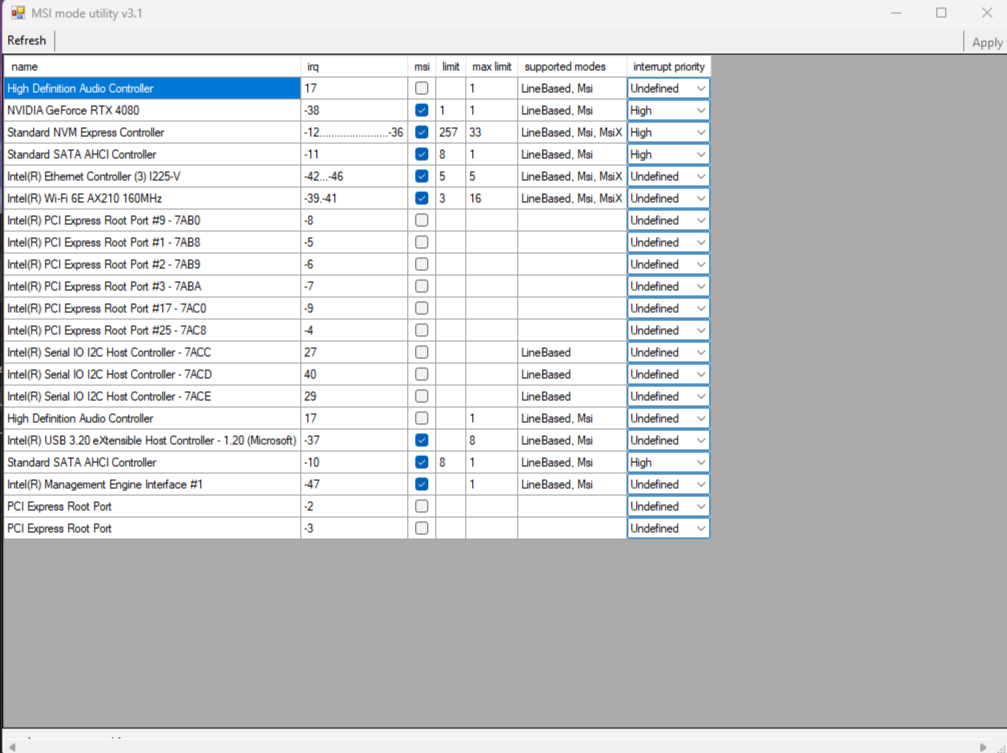 MSI mode utility v3.1
Refresh Apply
name irq msi limit max limit supported modes interrupt priority
High Definition Audio Controller 17 1 LineBased, Msi Undefined
NVIDIA GeForce RTX 4080 -38 1 1 LineBased, Msi High
Standard NVM Express Controller -12.......................-36 257 33 LineBased, Msi, MsiX High
Standard SATA AHCI Controller -11 8 1 LineBased, Msi High
Intel(R) Ethernet Controller (3) I225-V -42...-46 5 5 LineBased, Msi, MsiX Undefined
Intel(R) Wi-Fi 6E AX210 160MHz -39.-41 3 16 LineBased, Msi, MsiX Undefined
Intel(R) PCI Express Root Port #9 - 7AB0 -8 Undefined
Intel(R) PCI Express Root Port #1 - 7AB8 -5 Undefined
Intel(R) PCI Express Root Port #2 - 7AB9 -6 Undefined
Intel(R) PCI Express Root Port #3 - 7ABA -7 Undefined
Intel(R) PCI Express Root Port #17 - 7AC0 -9 Undefined
Intel(R) PCI Express Root Port #25 - 7AC8 -4 Undefined
Intel(R) Serial IO I2C Host Controller - 7ACC 27 LineBased Undefined
Intel(R) Serial IO I2C Host Controller - 7ACD 40 LineBased Undefined
Intel(R) Serial IO I2C Host Controller - 7ACE 29 LineBased Undefined
High Definition Audio Controller 17 1 LineBased, Msi Undefined
Intel(R) USB 3.20 eXtensible Host Controller - 1.20 (Microsoft) -37 8 LineBased, Msi Undefined
Standard SATA AHCI Controller -10 8 1 LineBased, Msi High
Intel(R) Management Engine Interface #1 -47 1 LineBased, Msi Undefined
PCI Express Root Port -2 Undefined
PCI Express Root Port -3 Undefined